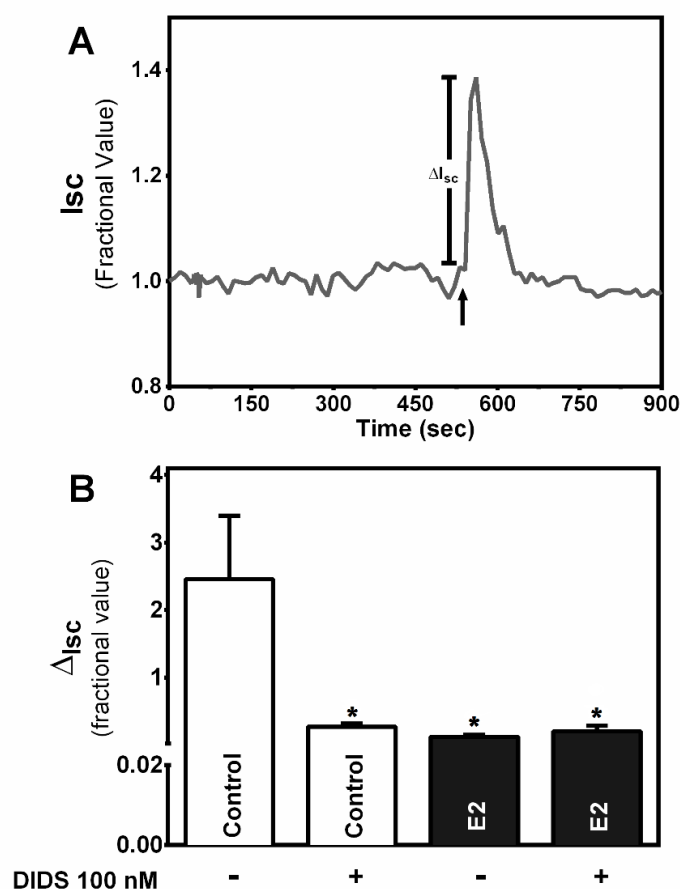 A
Isc
(Fractional Value)
1.4
1.2
1.0
0.8
ΔIsc
0 150 300 450 600 750 900
Time (sec)
B
ΔIsc
(fractional value)
4
3
2
1
0.02
0.00
* * *
Control Control E2 E2
DIDS 100 nM - + - +